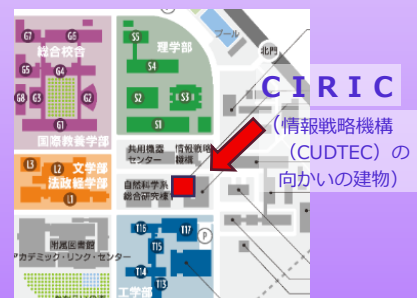 G7
G6
総合校舎
G5
G4
G8
G3
G2
G1
国際教養学部
S5
理学部
S4
S2
S3
S1
プール
北門
CIRIC
(情報戦略機構
(CUDTEC)の
向かいの建物)
共用機器
センター
情報戦略
機構
L3
L2
文学部
法政経学部
L1
自然科学系
総合研究棟
附属図書館
アカデミック・リンク・センター
T16
T17
T15
P
T14
T13
工学部